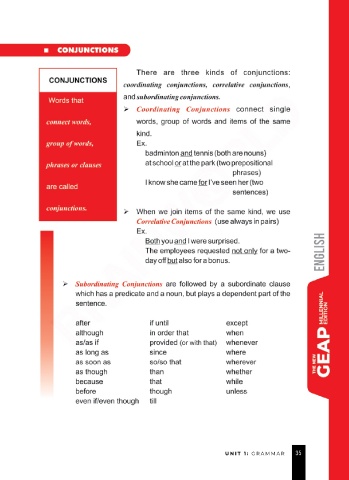 CONJUNCTIONS
CONJUNCTIONS
Words that
connect words,
group of words,
phrases or clauses
are called
conjunctions.
There are three kinds of conjunctions:
coordinating conjunctions, correlative conjunctions,
and subordinating conjunctions.
➢ Coordinating Conjunctions connect single
words, group of words and items of the same
kind.
Ex.
badminton and tennis (both are nouns)
at school or at the park (two prepositional
phrases)
I know she came for I've seen her (two
sentences)
➢ When we join items of the same kind, we use
Correlative Conjunctions (use always in pairs)
Ex.
Both you and I were surprised.
The employees requested not only for a two-
day off but also for a bonus.
➢ Subordinating Conjunctions are followed by a subordinate clause
which has a predicate and a noun, but plays a dependent part of the
sentence.
after if until except
although in order that when
as/as if provided (or with that) whenever
as long as since where
as soon as so/so that wherever
as though than whether
because that while
before though unless
even if/even though till
ENGLISH
THE NEW
GEAP
MILLENNIAL
EDITION
UNIT 1: GRAMMAR 35